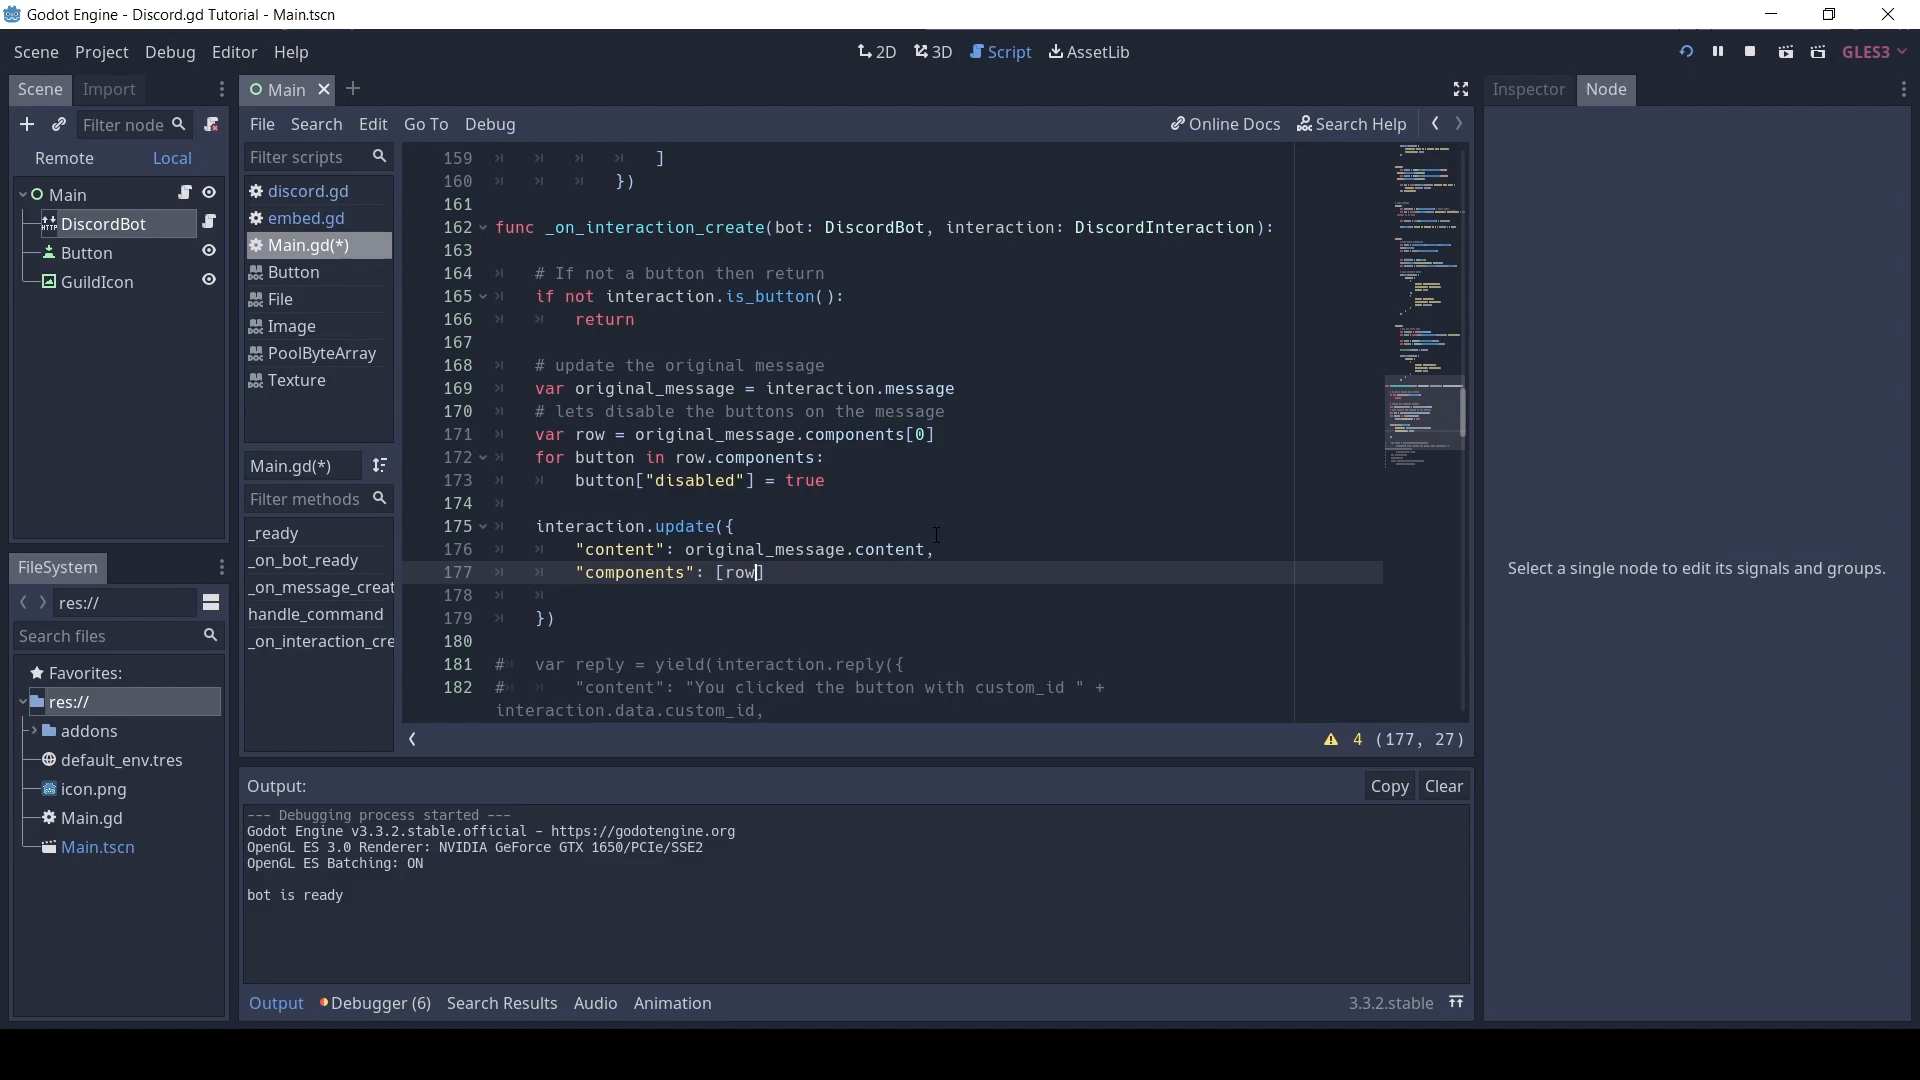 Godot Engine - Discord.gd Tutorial - Main.tscn
Scene Project Debug Editor Help
2D 3D Script AssetLib
GLES3
Scene Import
Filter node
Remote Local
Main
DiscordBot
Button
GuildIcon
FileSystem
res://
Search files
Favorites:
res://
addons
default_env.tres
icon.png
Main.gd
Main.tscn
Main
File Search Edit Go To Debug
Online Docs Search Help
Filter scripts
discord.gd
embed.gd
Main.gd(*)
Button
File
Image
PoolByteArray
Texture
Main.gd(*)
Filter methods
_ready
_on_bot_ready
_on_message_creat
handle_command
_on_interaction_cre
159 ]
160 })
161
162 func _on_interaction_create(bot: DiscordBot, interaction: DiscordInteraction):
163
164 # If not a button then return
165 if not interaction.is_button():
166 return
167
168 # update the original message
169 var original_message = interaction.message
170 # lets disable the buttons on the message
171 var row = original_message.components[0]
172 for button in row.components:
173 button["disabled"] = true
174
175 interaction.update({
176 "content": original_message.content,
177 "components": [row]
178
179 })
180
181 # var reply = yield(interaction.reply({
182 # "content": "You clicked the button with custom_id " +
interaction.data.custom_id,
4 (177, 27)
Output:
Copy Clear
--- Debugging process started ---
Godot Engine v3.3.2.stable.official - https://godotengine.org
OpenGL ES 3.0 Renderer: NVIDIA GeForce GTX 1650/PCIe/SSE2
OpenGL ES Batching: ON
bot is ready
Output Debugger (6) Search Results Audio Animation
3.3.2.stable
Inspector Node
Select a single node to edit its signals and groups.